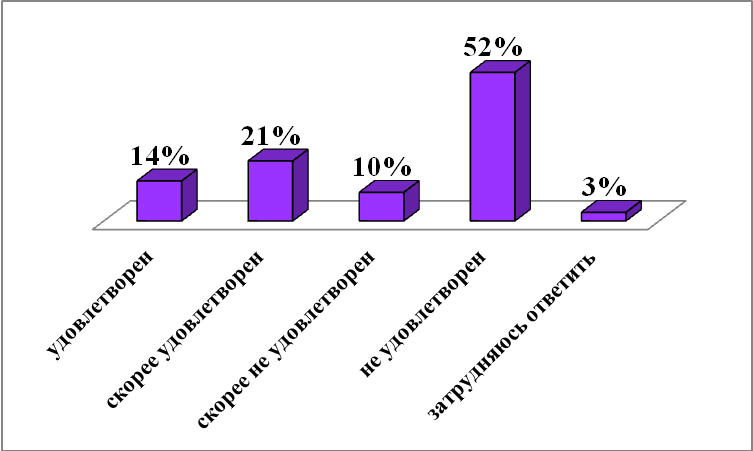 14%
21%
10%
52%
3%
удовлетворен
скорее удовлетворен
скорее не удовлетворен
не удовлетворен
затрудняюсь ответить